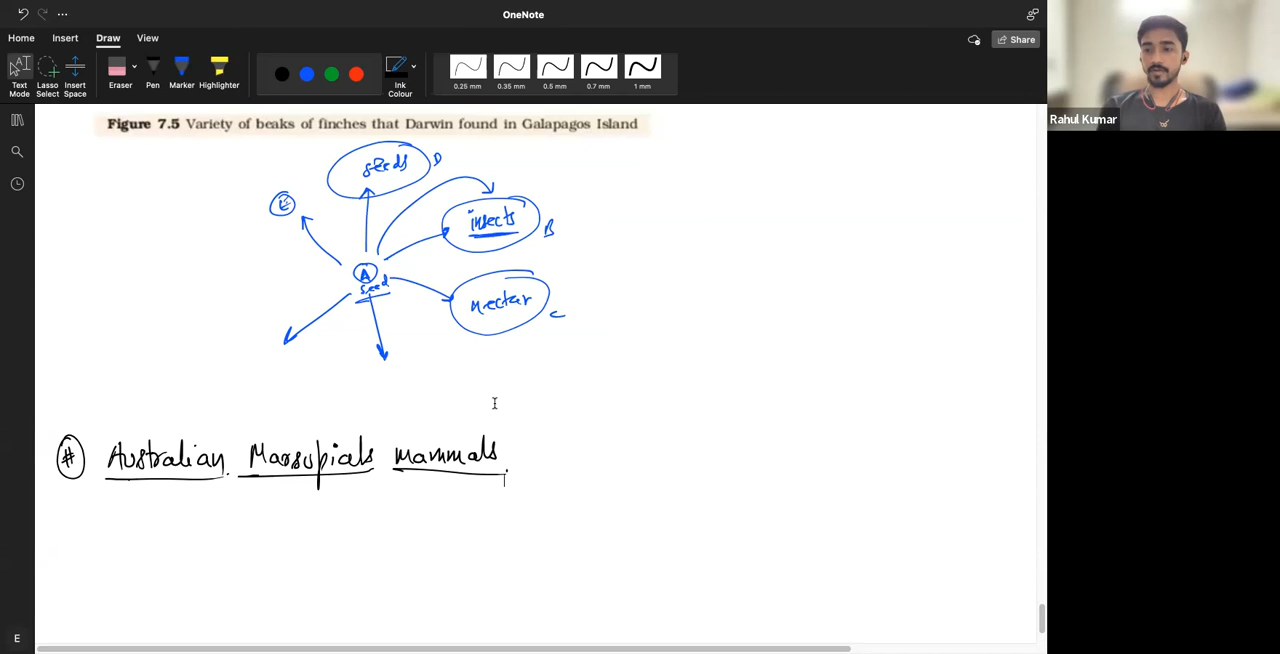 OneNote
Home Insert Draw View
Share
Text Mode
Lasso Select
Insert Space
Eraser
Pen
Marker
Highlighter
Ink Colour
0.25 mm 0.35 mm 0.5 mm 0.7 mm 1 mm
Rahul Kumar
Figure 7.5 Variety of beaks of finches that Darwin found in Galapagos Island
seeds D
E
insects B
A
seed
nectar C
# Australian Marsupials mammals.
E